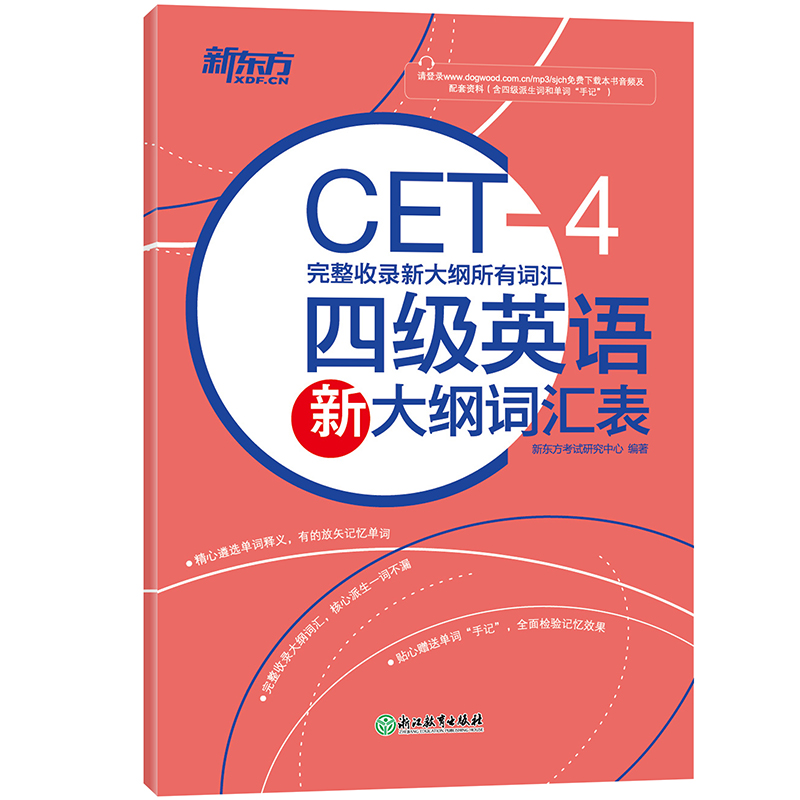 新东方
XDF.CN
请登录www.dogwood.com.cn/mp3/sjch免费下载本书音频及
配套资料(含四级派生词和单词“手记”)
CET-4
完整收录新大纲所有词汇
四级英语
新大纲词汇表
新东方考试研究中心 编著
●精心遴选单词释义,有的放矢记忆单词
●完整收录大纲词汇,核心派生一词不漏
●贴心赠送单词“手记”,全面检验记忆效果
浙江教育出版社
ZHEJIANG EDUCATION PUBLISHING HOUSE